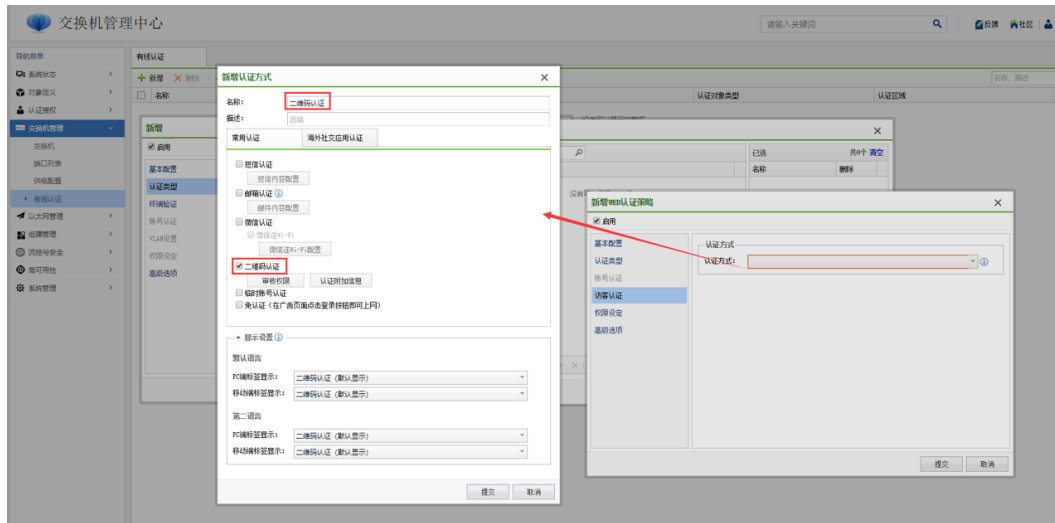 交换机管理中心
请输入关键词
反馈
社区
导航菜单
系统状态
对象定义
认证授权
交换机管理
交换机
端口列表
供电配置
有线认证
以太网管理
组播管理
流控与安全
高可用性
系统管理
有线认证
新增 删除
名称、描述
名称
认证对象类型
认证区域
新增
启用
基本配置
认证类型
终端验证
账号认证
VLAN设置
权限设定
高级选项
新增认证方式
名称: 二维码认证
描述: 选填
常用认证
海外社交应用认证
短信认证
短信内容配置
邮箱认证
邮件内容配置
微信认证
微信连Wi-Fi
微信连Wi-Fi配置
二维码认证
审核权限
认证附加信息
临时账号认证
免认证 (在广告页面点击登录按钮即可上网)
显示设置
默认语言
PC端标签显示: 二维码认证 (默认显示)
移动端标签显示: 二维码认证 (默认显示)
第二语言
PC端标签显示: 二维码认证 (默认显示)
移动端标签显示: 二维码认证 (默认显示)
提交
取消
已选
共0个 清空
名称
删除
新增WEB认证策略
启用
基本配置
认证类型
账号认证
访客认证
权限设定
高级选项
认证方式
认证方式:
提交
取消